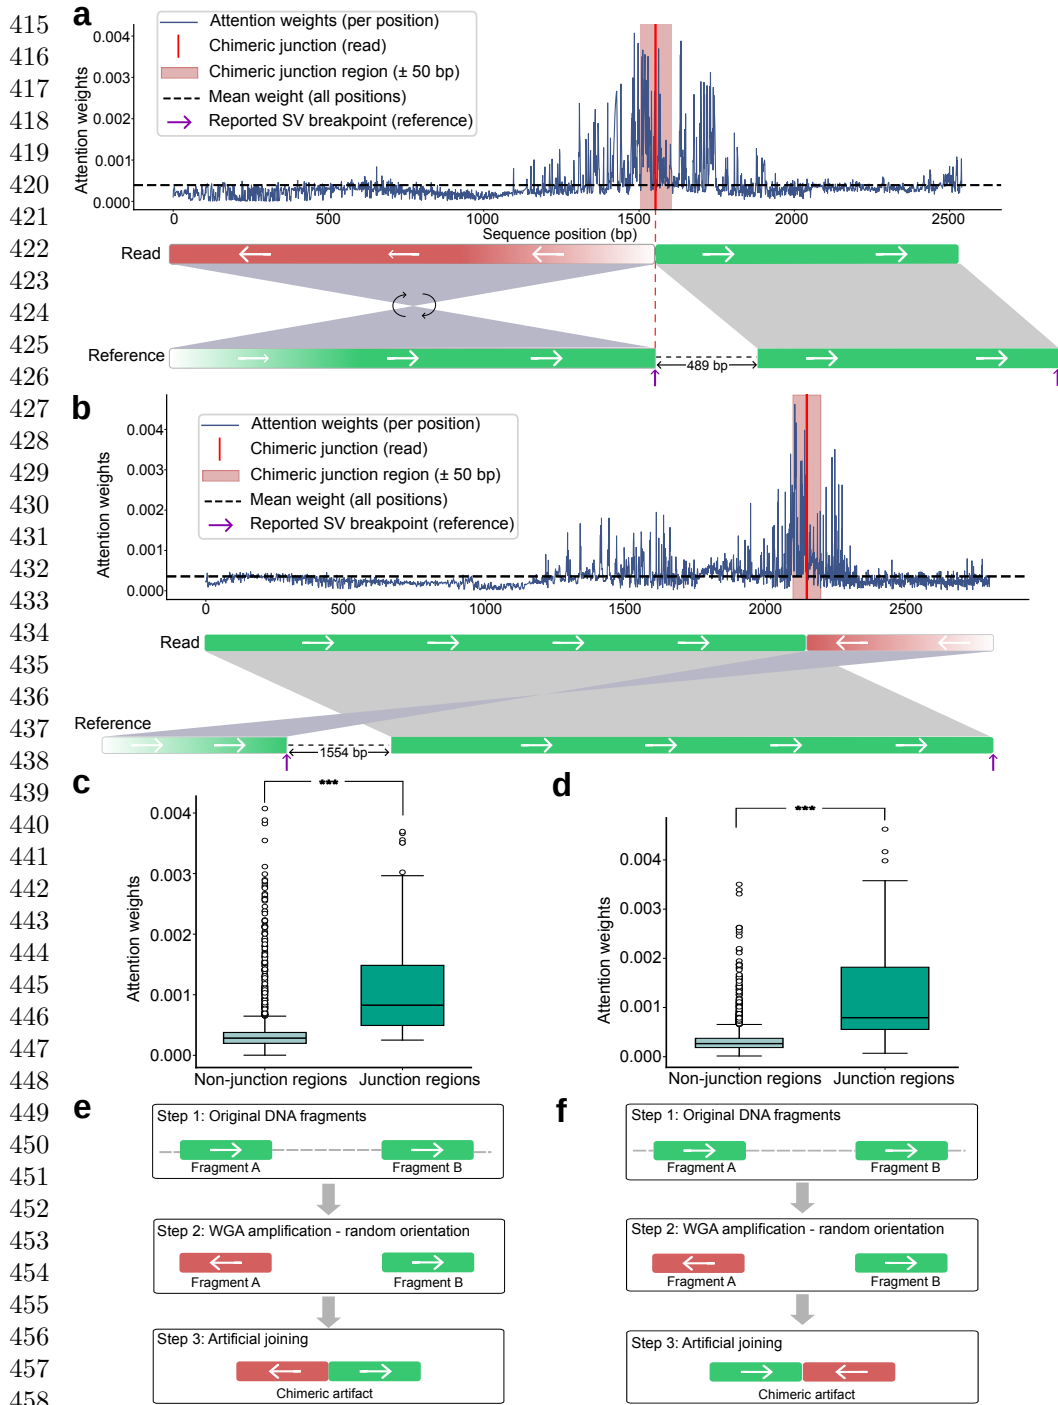 415
416
417
418
419
420
421
422
423
424
425
426
427
428
429
430
431
432
433
434
435
436
437
438
439
440
441
442
443
444
445
446
447
448
449
450
451
452
453
454
455
456
457
458
a
Attention weights (per position)
Chimeric junction (read)
Chimeric junction region (± 50 bp)
Mean weight (all positions)
Reported SV breakpoint (reference)
Attention weights
0.004
0.003
0.002
0.001
0.000
0 500 1000 1500 2000 2500
Sequence position (bp)
Read
Reference
489 bp
b
Attention weights (per position)
Chimeric junction (read)
Chimeric junction region (± 50 bp)
Mean weight (all positions)
Reported SV breakpoint (reference)
Attention weights
0.004
0.003
0.002
0.001
0.000
0 500 1000 1500 2000 2500
Read
Reference
1554 bp
c
***
Attention weights
0.004
0.003
0.002
0.001
0.000
Non-junction regions Junction regions
d
***
Attention weights
0.004
0.003
0.002
0.001
0.000
Non-junction regions Junction regions
e
Step 1: Original DNA fragments
Fragment A Fragment B
Step 2: WGA amplification - random orientation
Fragment A Fragment B
Step 3: Artificial joining
Chimeric artifact
f
Step 1: Original DNA fragments
Fragment A Fragment B
Step 2: WGA amplification - random orientation
Fragment A Fragment B
Step 3: Artificial joining
Chimeric artifact